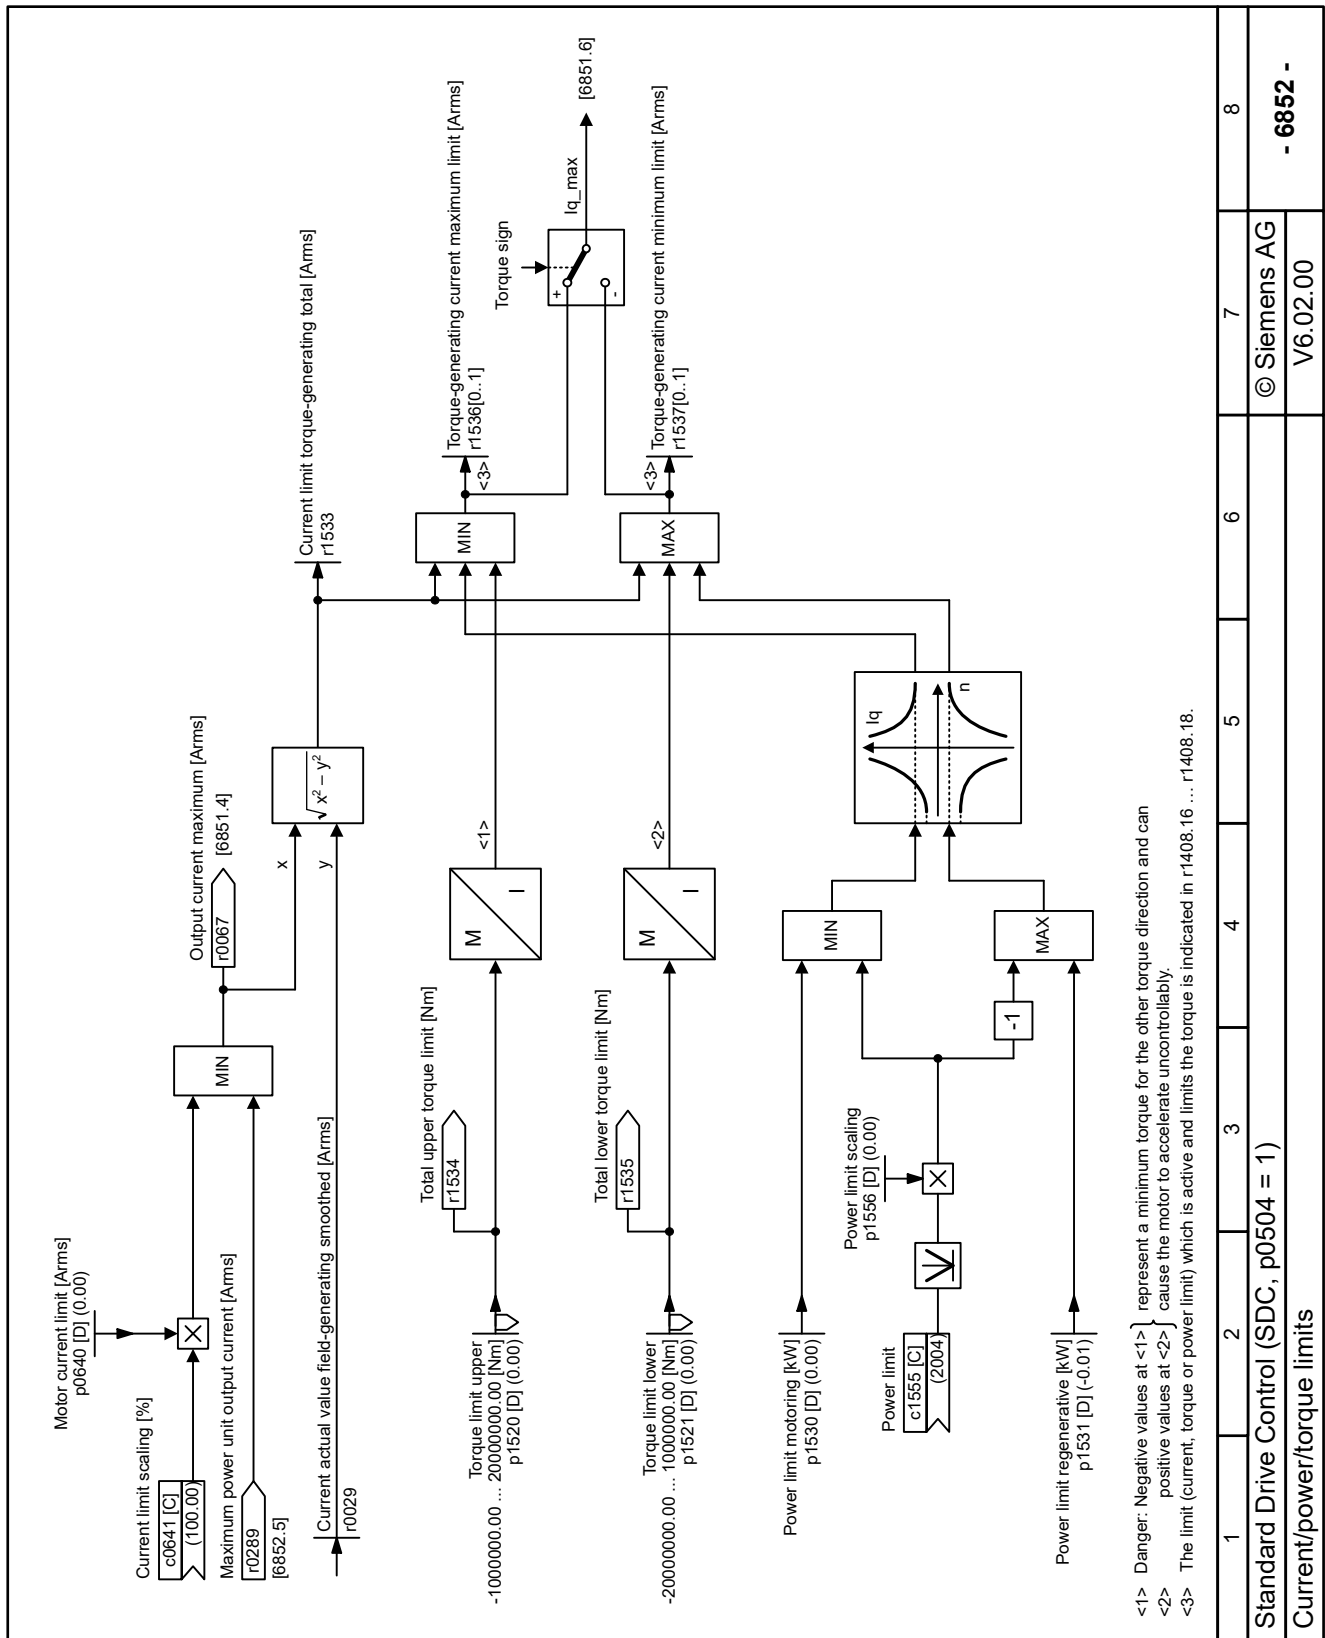 Motor current limit [Arms]
p0640 [D] (0.00)
Current limit scaling [%]
c0641 [C]
(100.00)
Maximum power unit output current [Arms]
r0289
[6852.5]
MIN
Output current maximum [Arms]
r0067
[6851.4]
Current actual value field-generating smoothed [Arms]
r0029
x
y
√x² – y²
Current limit torque-generating total [Arms]
r1533
Total upper torque limit [Nm]
r1534
Torque limit upper
-1000000.00 ... 20000000.00 [Nm]
p1520 [D] (0.00)
M
I
<1>
MIN
<3>
Torque-generating current maximum limit [Arms]
r1536[0..1]
Torque sign
+
-
Iq_max
[6851.6]
Total lower torque limit [Nm]
r1535
Torque limit lower
-20000000.00 ... 1000000.00 [Nm]
p1521 [D] (0.00)
M
I
<2>
MAX
<3>
Torque-generating current minimum limit [Arms]
r1537[0..1]
Power limit motoring [kW]
p1530 [D] (0.00)
MIN
Power limit scaling
p1556 [D] (0.00)
Power limit
c1555 [C]
(2004)
-1
MAX
Iq
n
Power limit regenerative [kW]
p1531 [D] (-0.01)
<1> Danger: Negative values at <1> } represent a minimum torque for the other torque direction and can
<2> positive values at <2> } cause the motor to accelerate uncontrollably.
<3> The limit (current, torque or power limit) which is active and limits the torque is indicated in r1408.16 ... r1408.18.
1 2 3 4 5 6 7 8
Standard Drive Control (SDC, p0504 = 1)
© Siemens AG
- 6852 -
Current/power/torque limits
V6.02.00